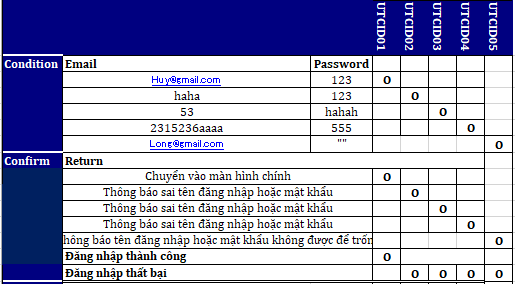 UTCID01 UTCID02 UTCID03 UTCID04 UTCID05
Condition Email Password
Huy@gmail.com 123 O
haha 123 O
53 hahah O
2315236aaaa 555 O
Long@gmail.com "" O
Confirm Return
Chuyển vào màn hình chính O
Thông báo sai tên đăng nhập hoặc mật khẩu O
Thông báo sai tên đăng nhập hoặc mật khẩu O
Thông báo sai tên đăng nhập hoặc mật khẩu O
hông báo tên đăng nhập hoặc mật khẩu không được để trốn O
Đăng nhập thành công O
Đăng nhập thất bại O O O O